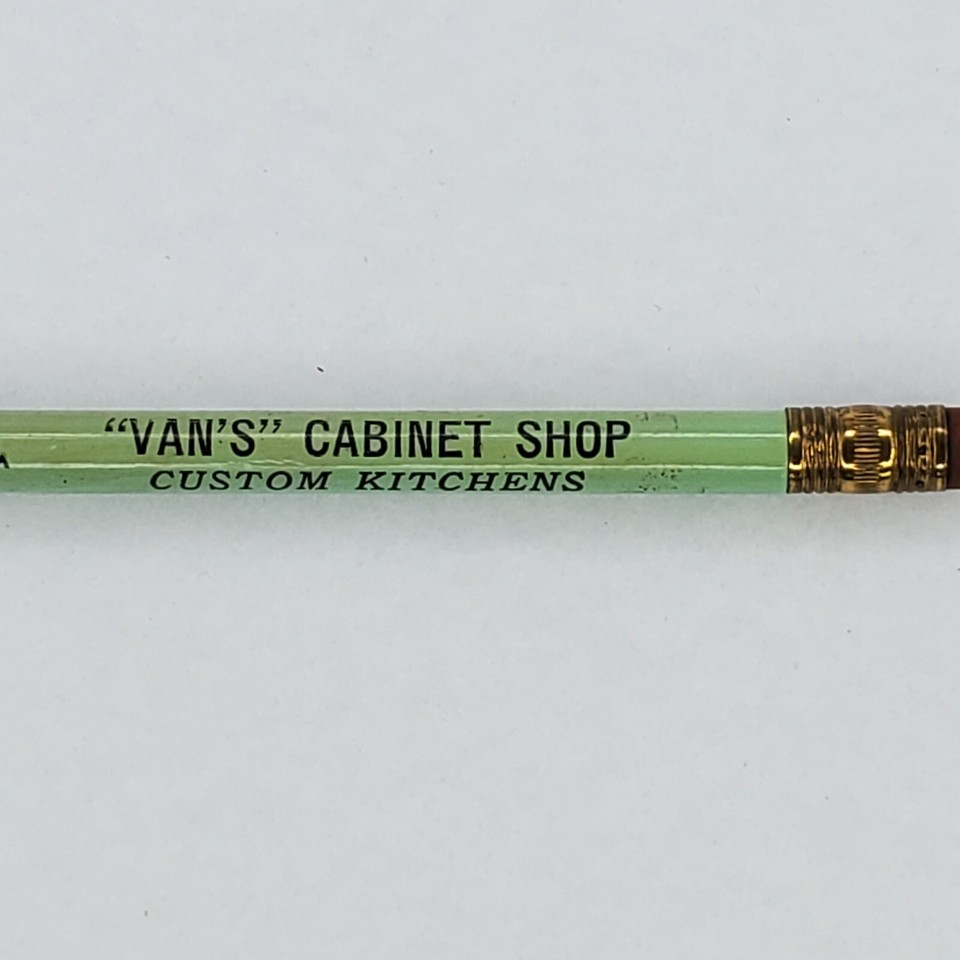 “VAN’S” CABINET SHOP
CUSTOM KITCHENS